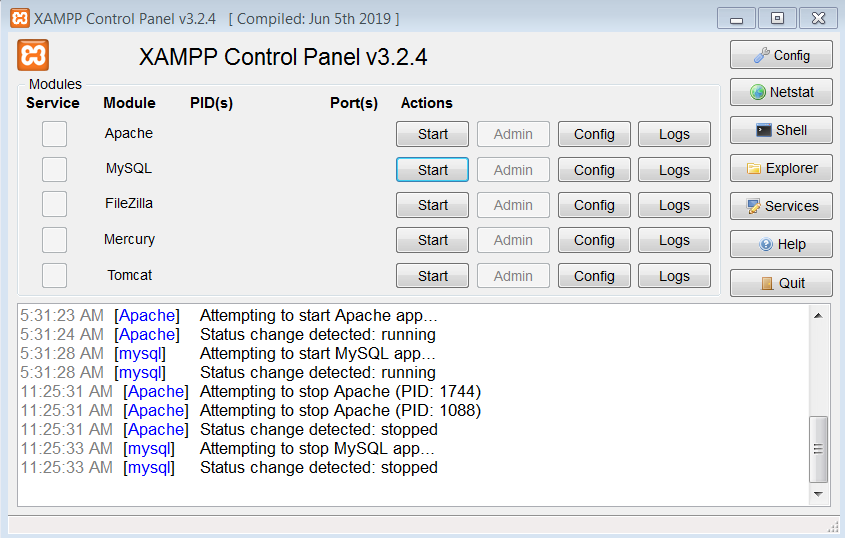 XAMPP Control Panel v3.2.4 [ Compiled: Jun 5th 2019 ]
XAMPP Control Panel v3.2.4
Config
Modules
Service Module PID(s) Port(s) Actions
Netstat
Apache Start Admin Config Logs
Shell
MySQL Start Admin Config Logs
Explorer
FileZilla Start Admin Config Logs
Services
Mercury Start Admin Config Logs
Help
Tomcat Start Admin Config Logs
Quit
5:31:23 AM [Apache] Attempting to start Apache app...
5:31:24 AM [Apache] Status change detected: running
5:31:28 AM [mysql] Attempting to start MySQL app...
5:31:28 AM [mysql] Status change detected: running
11:25:31 AM [Apache] Attempting to stop Apache (PID: 1744)
11:25:31 AM [Apache] Attempting to stop Apache (PID: 1088)
11:25:31 AM [Apache] Status change detected: stopped
11:25:33 AM [mysql] Attempting to stop MySQL app...
11:25:33 AM [mysql] Status change detected: stopped